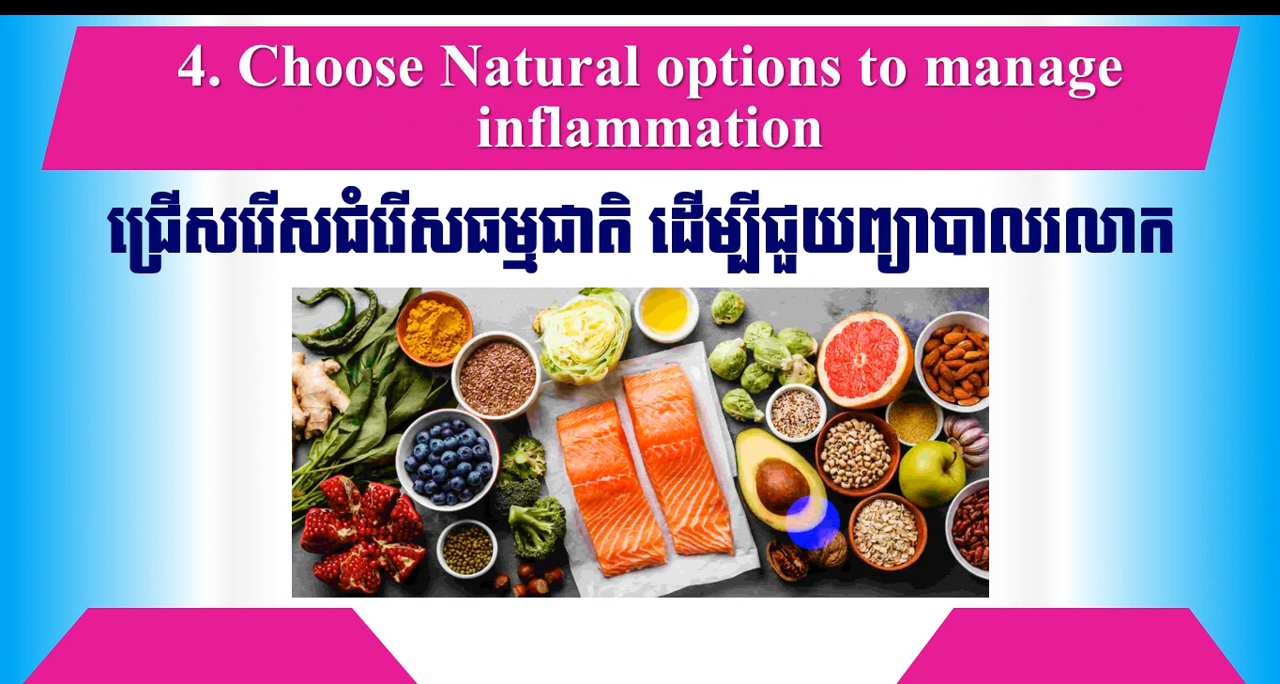 4. Choose Natural options to manage
inflammation
ជ្រើសរើសជំរើសធម្មជាតិ ដើម្បីជួយព្យាបាលរលាក